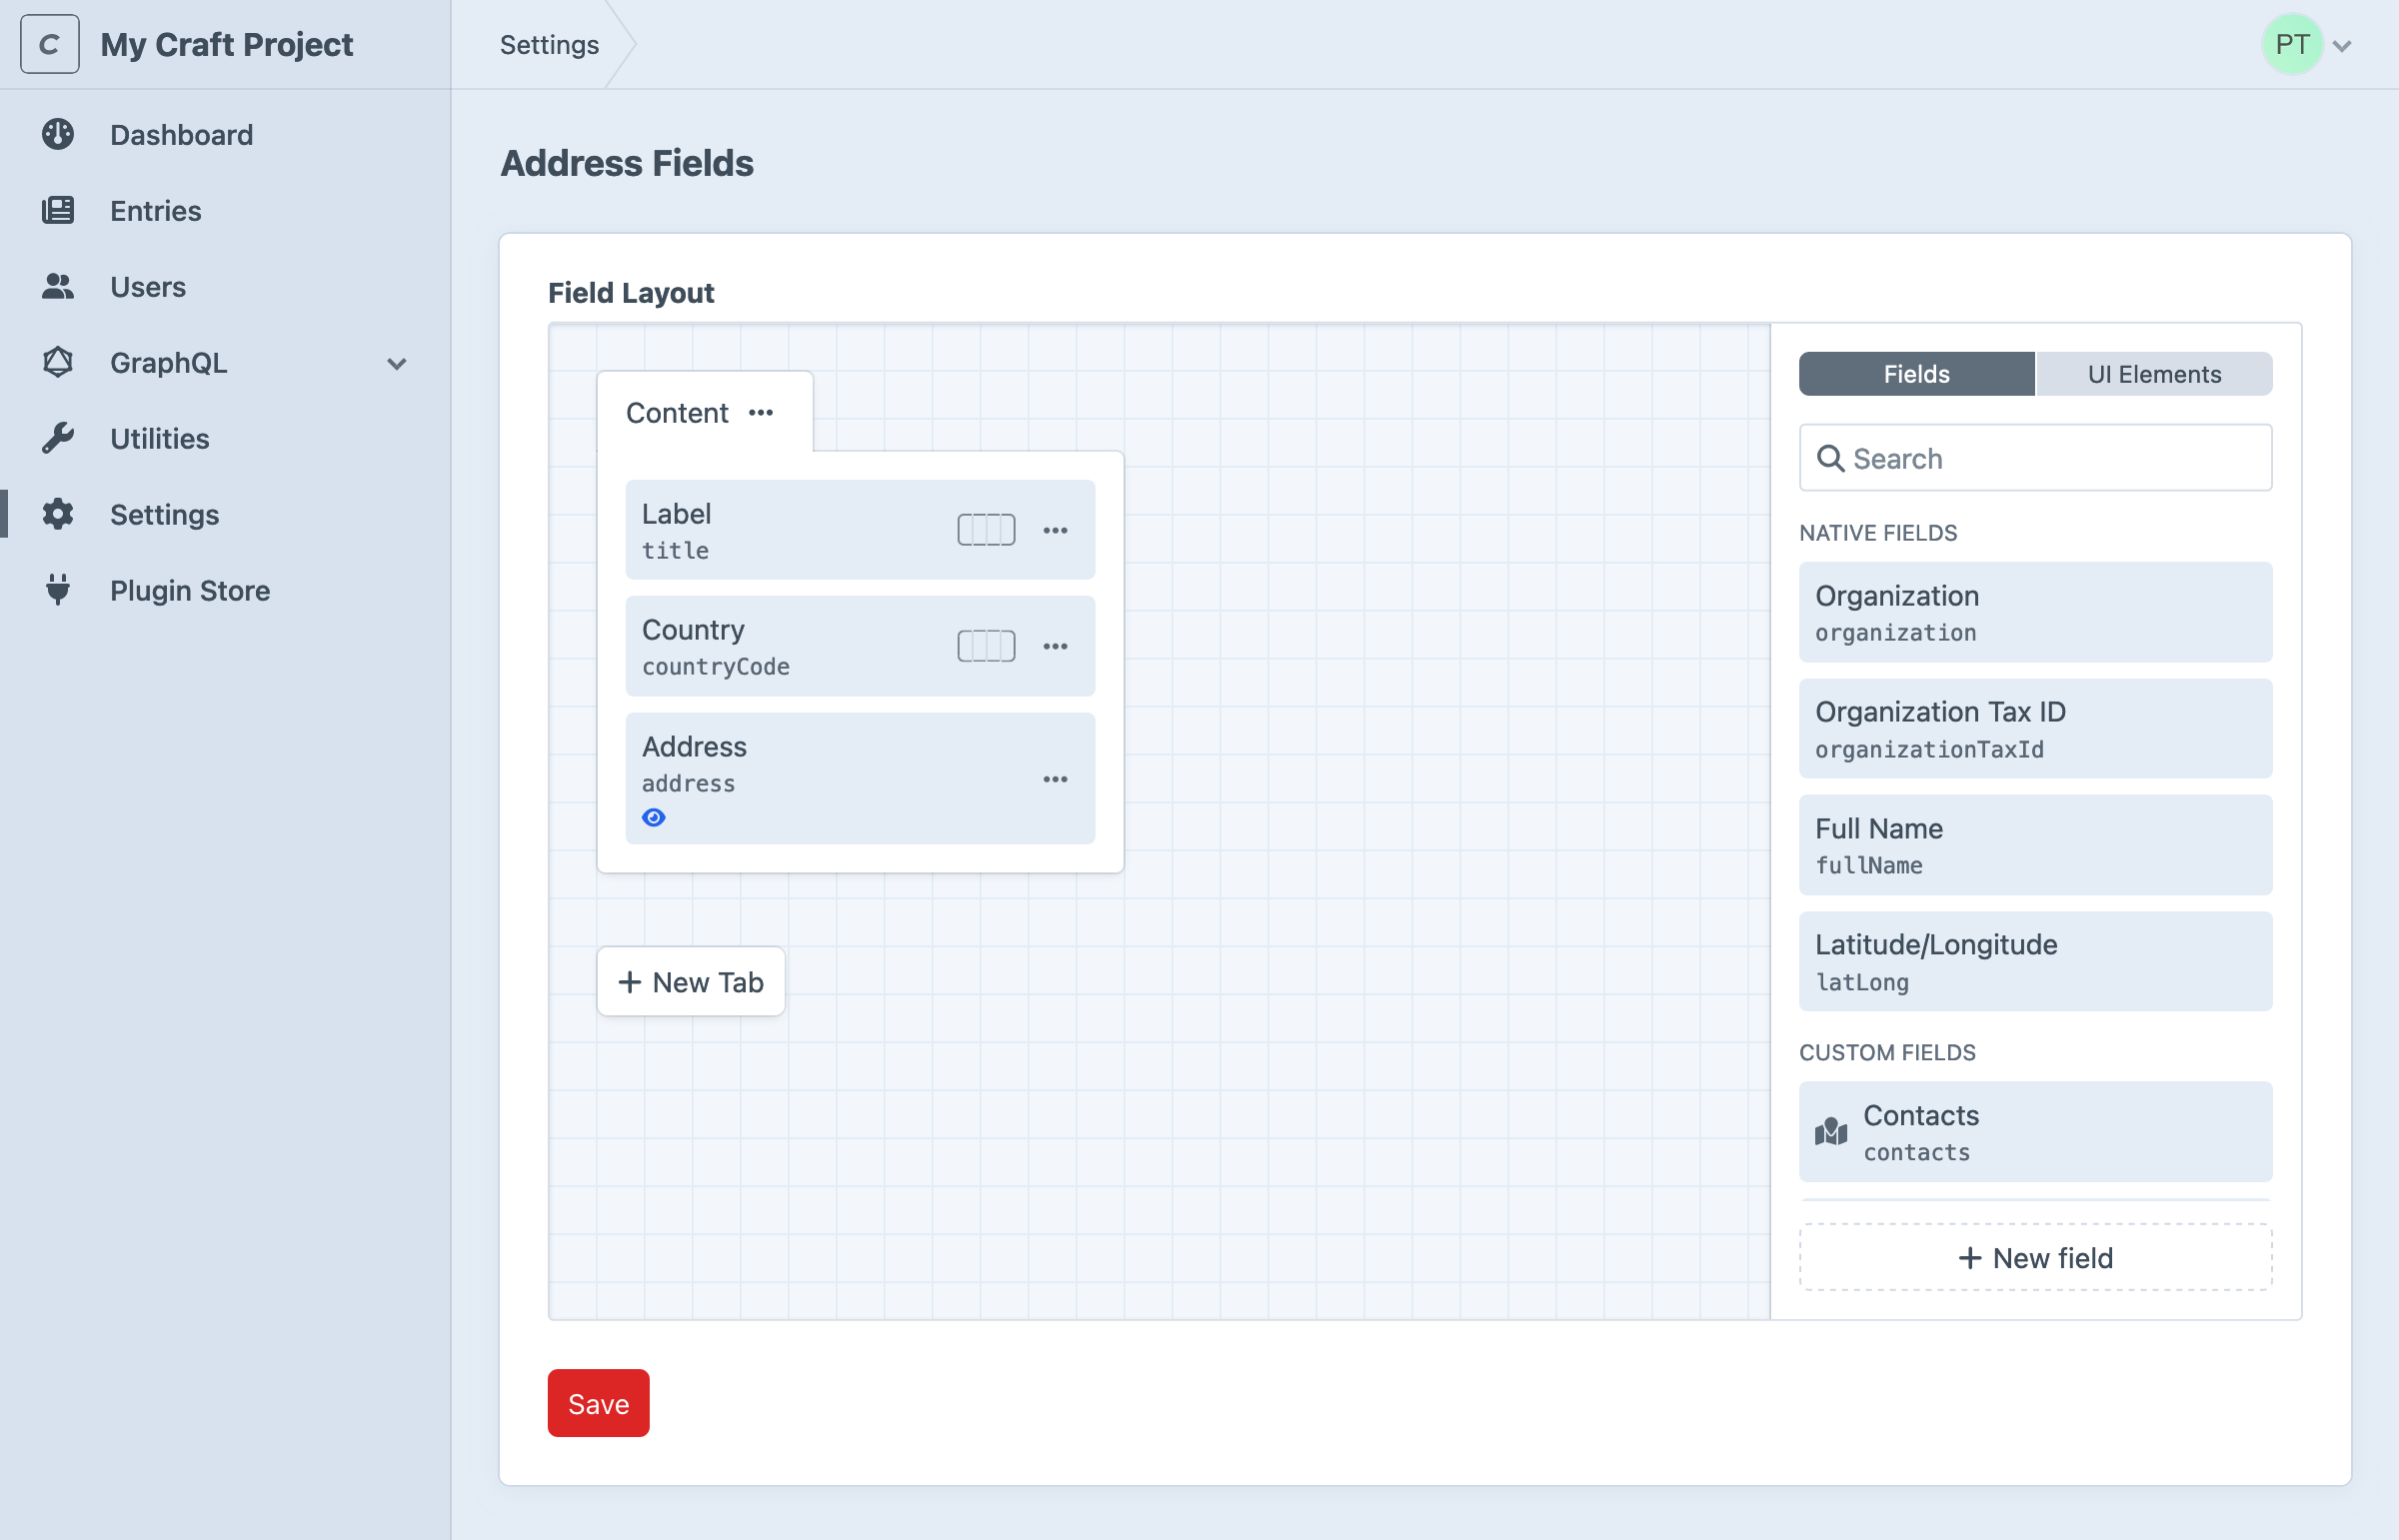 C
My Craft Project
Settings
PT
Dashboard
Entries
Users
GraphQL
Utilities
Settings
Plugin Store
Address Fields
Field Layout
Content
Label
title
Country
countryCode
Address
address
New Tab
Fields
UI Elements
Search
NATIVE FIELDS
Organization
organization
Organization Tax ID
organizationTaxId
Full Name
fullName
Latitude/Longitude
latLong
CUSTOM FIELDS
Contacts
contacts
New field
Save